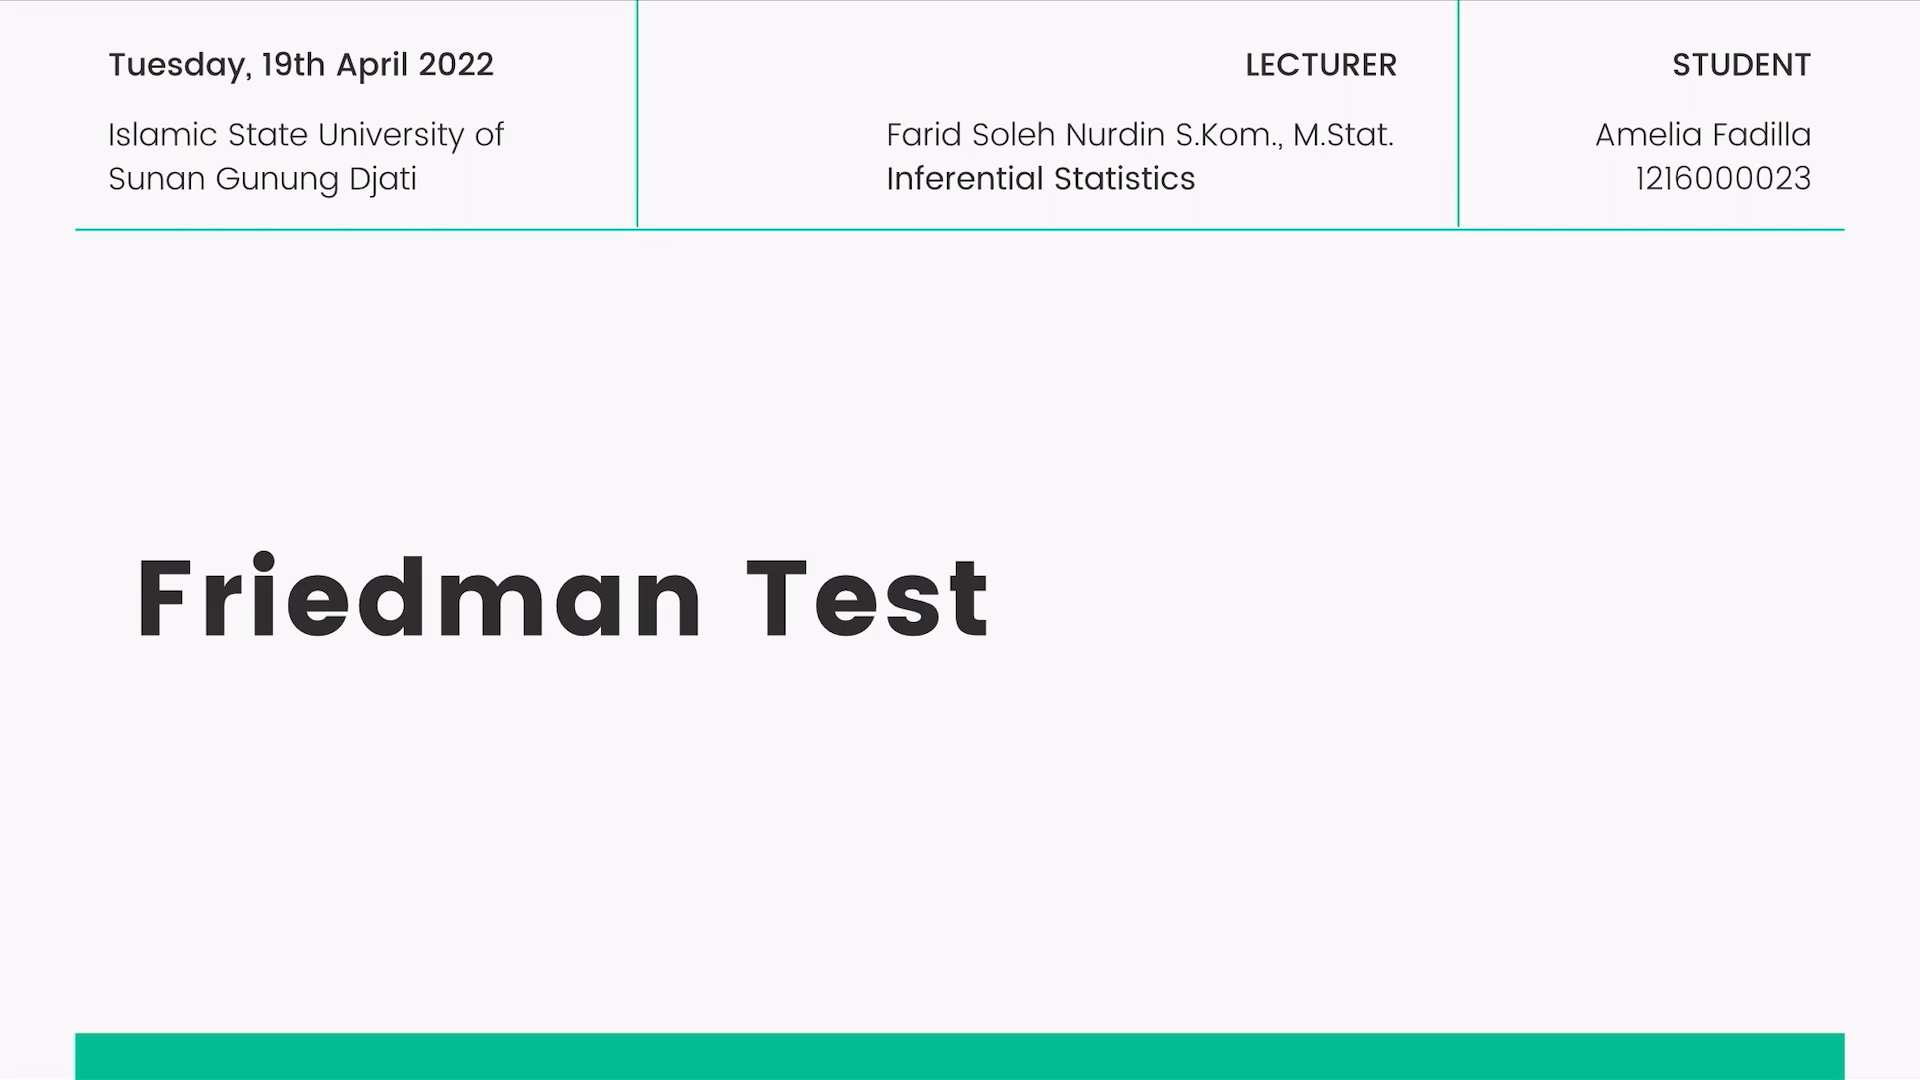 Tuesday, 19th April 2022
Islamic State University of
Sunan Gunung Djati
LECTURER
Farid Soleh Nurdin S.Kom., M.Stat.
Inferential Statistics
STUDENT
Amelia Fadilla
1216000023
Friedman Test